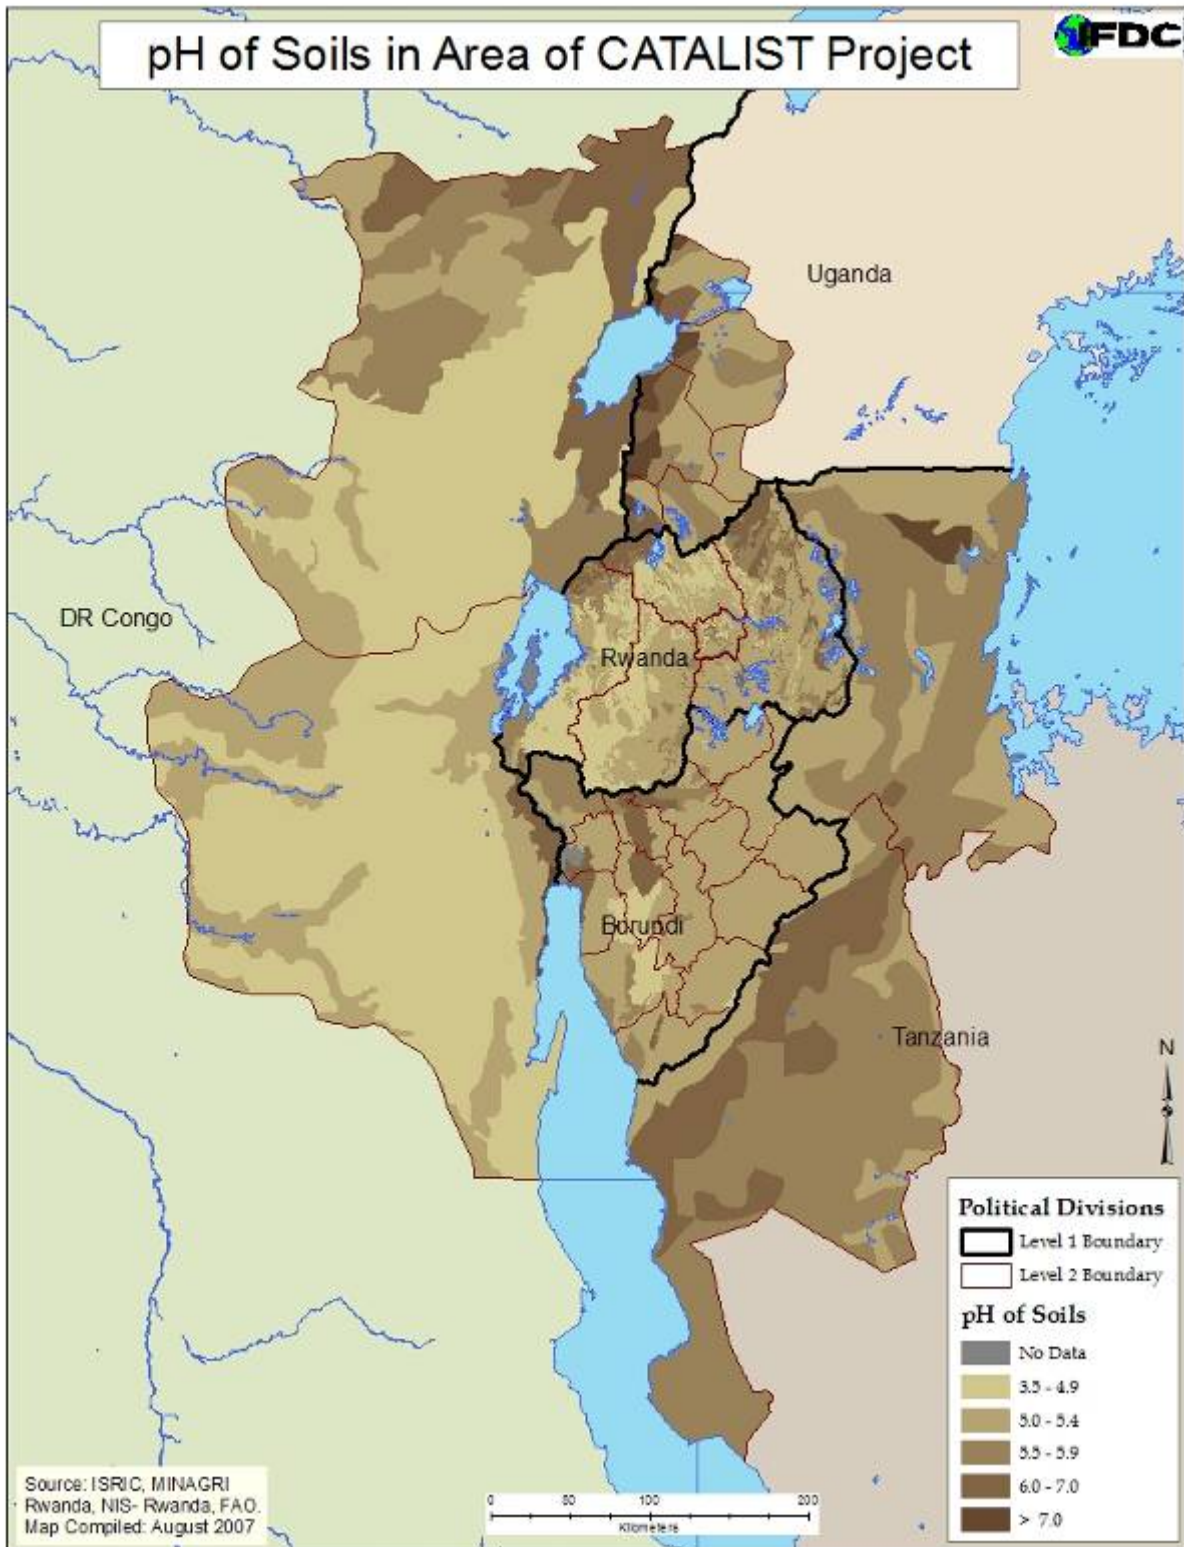 pH of Soils in Area of CATALIST Project
IFDC
Uganda
DR Congo
Rwanda
Borundi
Tanzania
N
Political Divisions
Level 1 Boundary
Level 2 Boundary
pH of Soils
No Data
3.5 - 4.9
5.0 - 5.4
5.5 - 5.9
6.0 - 7.0
> 7.0
Source: ISRIC, MINAGRI
Rwanda, NIS- Rwanda, FAO.
Map Compiled: August 2007
0 50 100 200
Kilometers